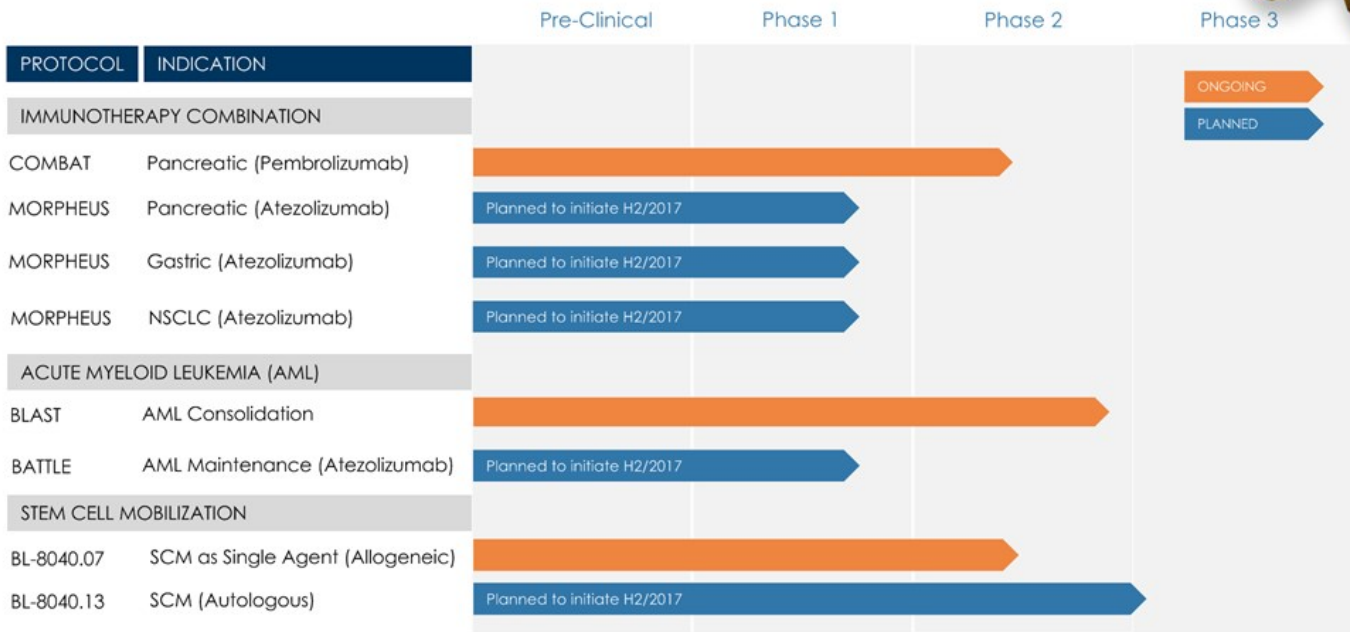 Pre-Clinical Phase 1 Phase 2 Phase 3
PROTOCOL INDICATION
ONGOING
IMMUNOTHERAPY COMBINATION
PLANNED
COMBAT Pancreatic (Pembrolizumab)
MORPHEUS Pancreatic (Atezolizumab) Planned to initiate H2/2017
MORPHEUS Gastric (Atezolizumab) Planned to initiate H2/2017
MORPHEUS NSCLC (Atezolizumab) Planned to initiate H2/2017
ACUTE MYELOID LEUKEMIA (AML)
BLAST AML Consolidation
BATTLE AML Maintenance (Atezolizumab) Planned to initiate H2/2017
STEM CELL MOBILIZATION
BL-8040.07 SCM as Single Agent (Allogeneic)
BL-8040.13 SCM (Autologous) Planned to initiate H2/2017